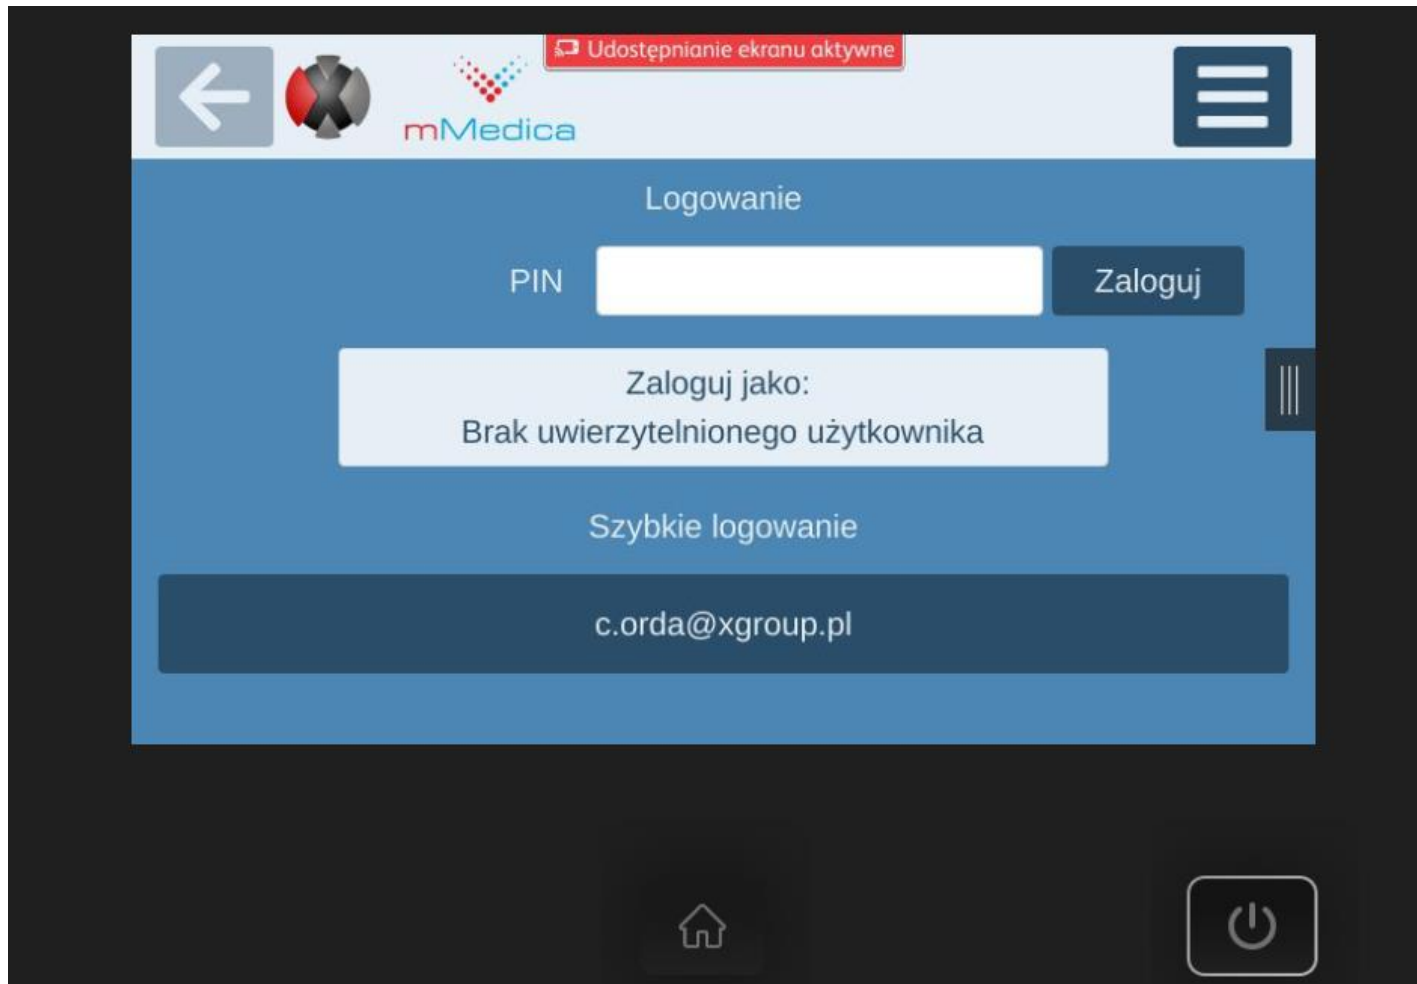 Udostępnianie ekranu aktywne
mMedica
Logowanie
PIN
Zaloguj
Zaloguj jako:
Brak uwierzytelnionego użytkownika
Szybkie logowanie
c.orda@xgroup.pl